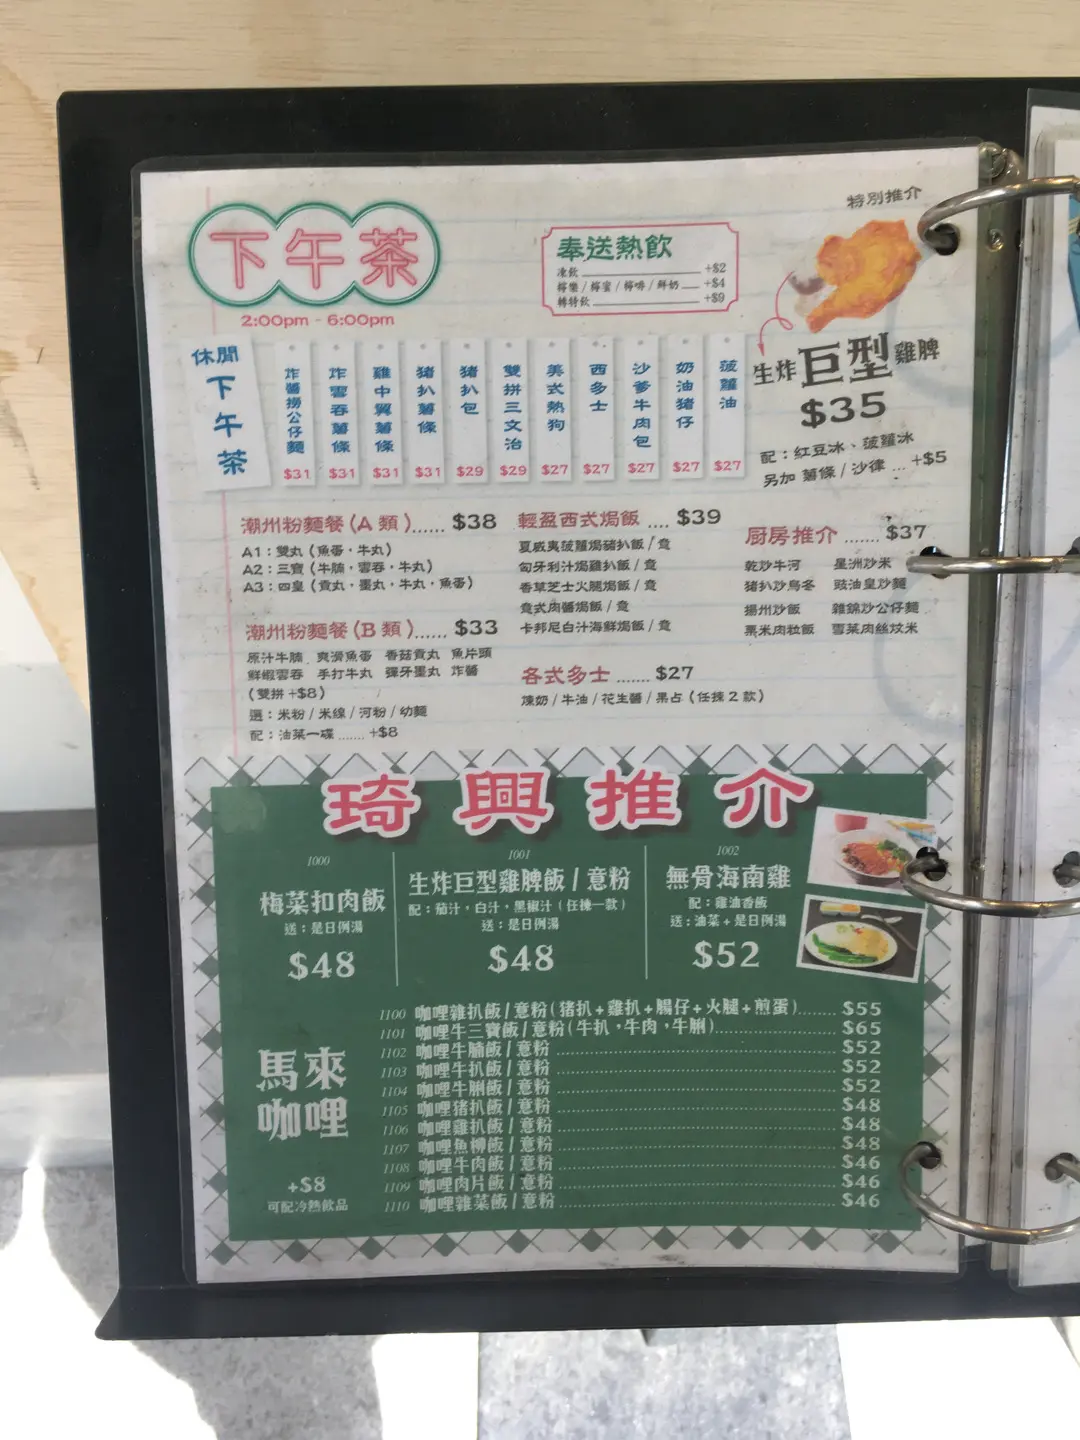 特別推介
下午茶
2:00pm - 6:00pm
奉送熱飲
凍飲 +$2
檸樂 / 檸蜜 / 檸啡 / 鮮奶 +$4
轉特飲 +$9
生炸巨型雞髀
$35
配：紅豆冰、菠蘿冰
另加 薯條 / 沙律 ... +$5
休閒下午茶
炸醬撈公仔麵 $31
炸雲吞薯條 $31
雞中翼薯條 $31
豬扒薯條 $31
豬扒包 $29
雙拼三文治 $29
美式熱狗 $27
西多士 $27
沙爹牛肉包 $27
奶油豬仔 $27
菠蘿油 $27
潮州粉麵餐 (A 類)...... $38
A1：雙丸 (魚蛋·牛丸)
A2：三寶 (牛腩·雲吞·牛丸)
A3：四皇 (貢丸·墨丸·牛丸·魚蛋)
潮州粉麵餐 (B 類)...... $33
原汁牛腩 爽滑魚蛋 香菇貢丸 魚片頭
鮮蝦雲吞 手打牛丸 彈牙墨丸 炸醬
(雙拼 +$8)
選：米粉 / 米線 / 河粉 / 幼麵
配：油菜一碟 ....... +$8
輕盈西式焗飯 .... $39
夏威夷菠蘿焗豬扒飯 / 意
匈牙利汁焗雞扒飯 / 意
香草芝士火腿焗飯 / 意
意式肉醬焗飯 / 意
卡邦尼白汁海鮮焗飯 / 意
各式多士 ....... $27
煉奶 / 牛油 / 花生醬 / 果占 (任揀 2 款)
厨房推介 ....... $37
乾炒牛河 星洲炒米
豬扒炒烏冬 豉油皇炒麵
揚州炒飯 雜錦炒公仔麵
粟米肉粒飯 雪菜肉絲炆米
琦興推介
1000
梅菜扣肉飯
送：是日例湯
$48
1001
生炸巨型雞髀飯 / 意粉
配：茄汁，白汁，黑椒汁 (任揀一款)
送：是日例湯
$48
1002
無骨海南雞
配：雞油香飯
送：油菜 + 是日例湯
$52
馬來咖哩
+$8
可配冷熱飲品
1100 咖哩雜扒飯 / 意粉 (豬扒 + 雞扒 + 腸仔 + 火腿 + 煎蛋) $55
1101 咖哩牛三寶飯 / 意粉 (牛扒，牛肉，牛脷) $65
1102 咖哩牛腩飯 / 意粉 $52
1103 咖哩牛扒飯 / 意粉 $52
1104 咖哩牛脷飯 / 意粉 $52
1105 咖哩豬扒飯 / 意粉 $48
1106 咖哩雞扒飯 / 意粉 $48
1107 咖哩魚柳飯 / 意粉 $48
1108 咖哩牛肉飯 / 意粉 $46
1109 咖哩肉片飯 / 意粉 $46
1110 咖哩雜菜飯 / 意粉 $46